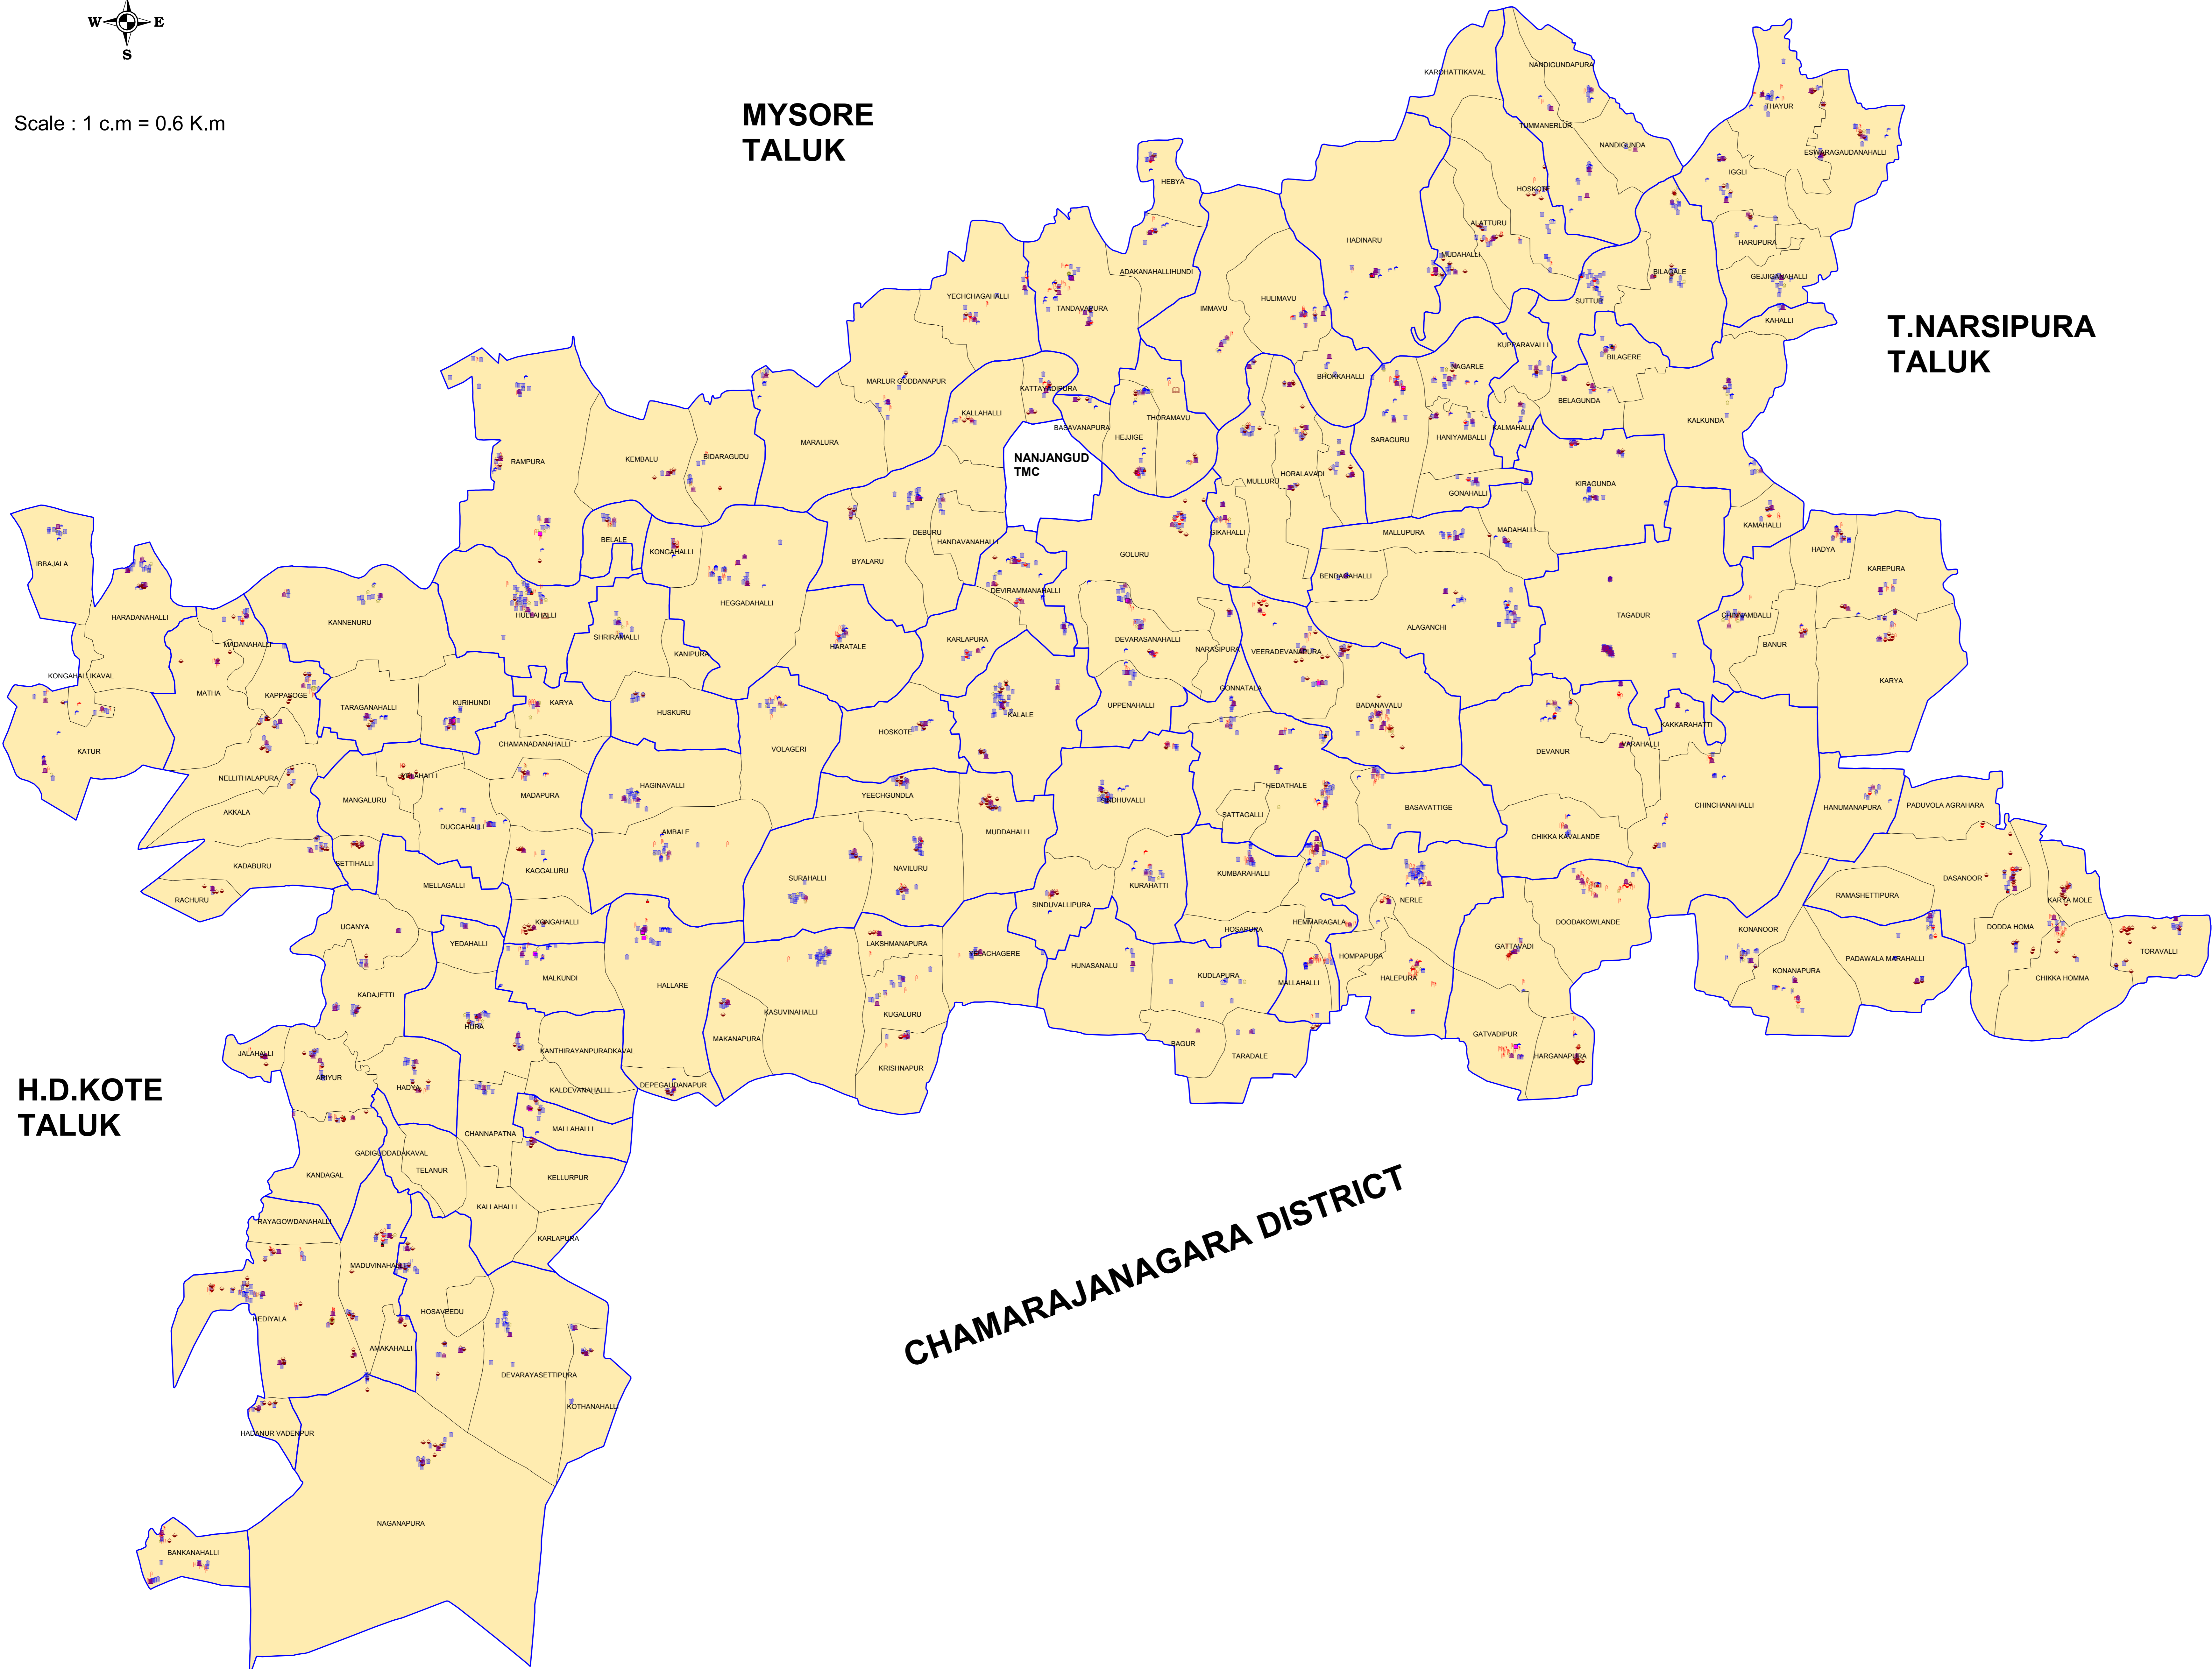 W E
S
Scale : 1 c.m = 0.6 K.m
MYSORE
TALUK
T.NARSIPURA
TALUK
H.D.KOTE
TALUK
CHAMARAJANAGARA DISTRICT
NANJANGUD
TMC
KAROHATTIKAVAL
NANDIGUNDAPURA
THAYUR
TUMMANERLUR
NANDIGUNDA
ESWARAGAUDANAHALLI
IGGLI
HEBYA
HOSKOTE
ALATTURU
HADINARU
MUDAHALLI
HARUPURA
BILAGALE
GEJJIGANAHALLI
ADAKANAHALLIHUNDI
YECHCHAGAHALLI
TANDAVAPURA
IMMAVU
HULIMAVU
SUTTUR
KAHALLI
KUPPARAVALLI
BILAGERE
NAGARLE
BHOKKAHALLI
MARLUR GODDANAPUR
KATTAYADIPURA
KALLAHALLI
THORAMAVU
BASAVANAPURA
HEJJIGE
BELAGUNDA
KALKUNDA
KALMAHALLI
HANIYAMBALLI
SARAGURU
MARALURA
BIDARAGUDU
KEMBALU
RAMPURA
HORALAVADI
MULLURU
GONAHALLI
KIRAGUNDA
KAMAHALLI
MADAHALLI
MALLUPURA
GIKAHALLI
DEBURU
HANDAVANAHALLI
BELALE
KONGAHALLI
GOLURU
BYALARU
HADYA
IBBAJALA
KAREPURA
BENDARAHALLI
DEVIRAMMANAHALLI
HEGGADAHALLI
HULLAHALLI
HARADANAHALLI
KANNENURU
TAGADUR
CHINNAMBALLI
ALAGANCHI
SHRIRAMALLI
MADANAHALLI
HARATALE
KARLAPURA
DEVARASANAHALLI
NARASIPURA
VEERADEVANAPURA
BANUR
KANIPURA
KONGAHALLIKAVAL
KARYA
MATHA
KAPPASOGE
TARAGANAHALLI
KURIHUNDI
KARYA
HUSKURU
KALALE
UPPENAHALLI
GONNATALA
BADANAVALU
KAKKARAHATTI
HOSKOTE
CHAMANADANAHALLI
VOLAGERI
DEVANUR
VARAHALLI
KATUR
NELLITHALAPURA
HAGINAVALLI
MADAPURA
MANGALURU
YEECHGUNDLA
SINDHUVALLI
HEDATHALE
BASAVATTIGE
CHINCHANAHALLI
HANUMANAPURA
PADUVOLA AGRAHARA
AKKALA
SATTAGALLI
DUGGAHALLI
AMBALE
MUDDAHALLI
CHIKKA KAVALANDE
KADABURU
SETTIHALLI
KAGGALURU
NAVILURU
SURAHALLI
KURAHATTI
KUMBARAHALLI
DASANOOR
MELLAGALLI
RACHURU
RAMASHETTIPURA
NERLE
KARYA MOLE
SINDUVALLIPURA
UGANYA
KONGAHALLI
HEMMARAGALA
HOSAPURA
DOODAKOWLANDE
DODDA HOMA
KONANOOR
YEDAHALLI
LAKSHMANAPURA
GATTAVADI
YELACHAGERE
HOMPAPURA
PADAWALA MARAHALLI
TORAVALLI
HUNASANALU
KONANAPURA
KUDLAPURA
MALKUNDI
HALEPURA
CHIKKA HOMMA
MALLAHALLI
HALLARE
KADAJETTI
KASUVINAHALLI
KUGALURU
HURA
GATVADIPUR
MAKANAPURA
BAGUR
KANTHIRAYANPURADKAVAL
JALAHALLI
TARADALE
HARGANAPURA
KRISHNAPUR
ARIYUR
HADYA
DEPEGAUDANAPUR
KALDEVANAHALLI
MALLAHALLI
CHANNAPATNA
GADIGUDDADAKAVAL
TELANUR
KANDAGAL
KELLURPUR
KALLAHALLI
RAYAGOWDANAHALLI
KARLAPURA
HOSAVEEDU
HEDIYALA
AMAKAHALLI
DEVARAYASETTIPURA
KOTHANAHALLI
HADANUR VADENPUR
NAGANAPURA
BANKANAHALLI